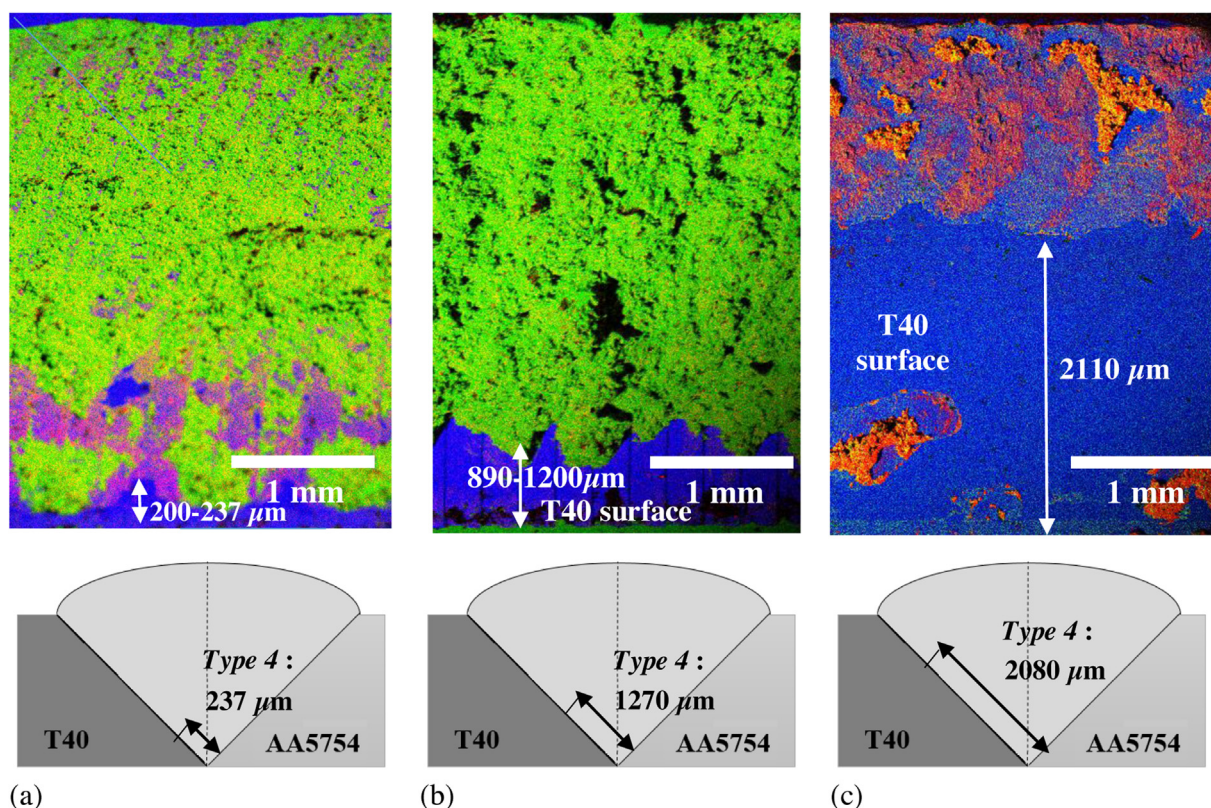 200-237 µm
1 mm
890-1200µm
T40 surface
1 mm
T40
surface
2110 µm
1 mm
Type 4 :
237 µm
T40
AA5754
Type 4 :
1270 µm
T40
AA5754
Type 4 :
2080 µm
T40
AA5754
(a)
(b)
(c)